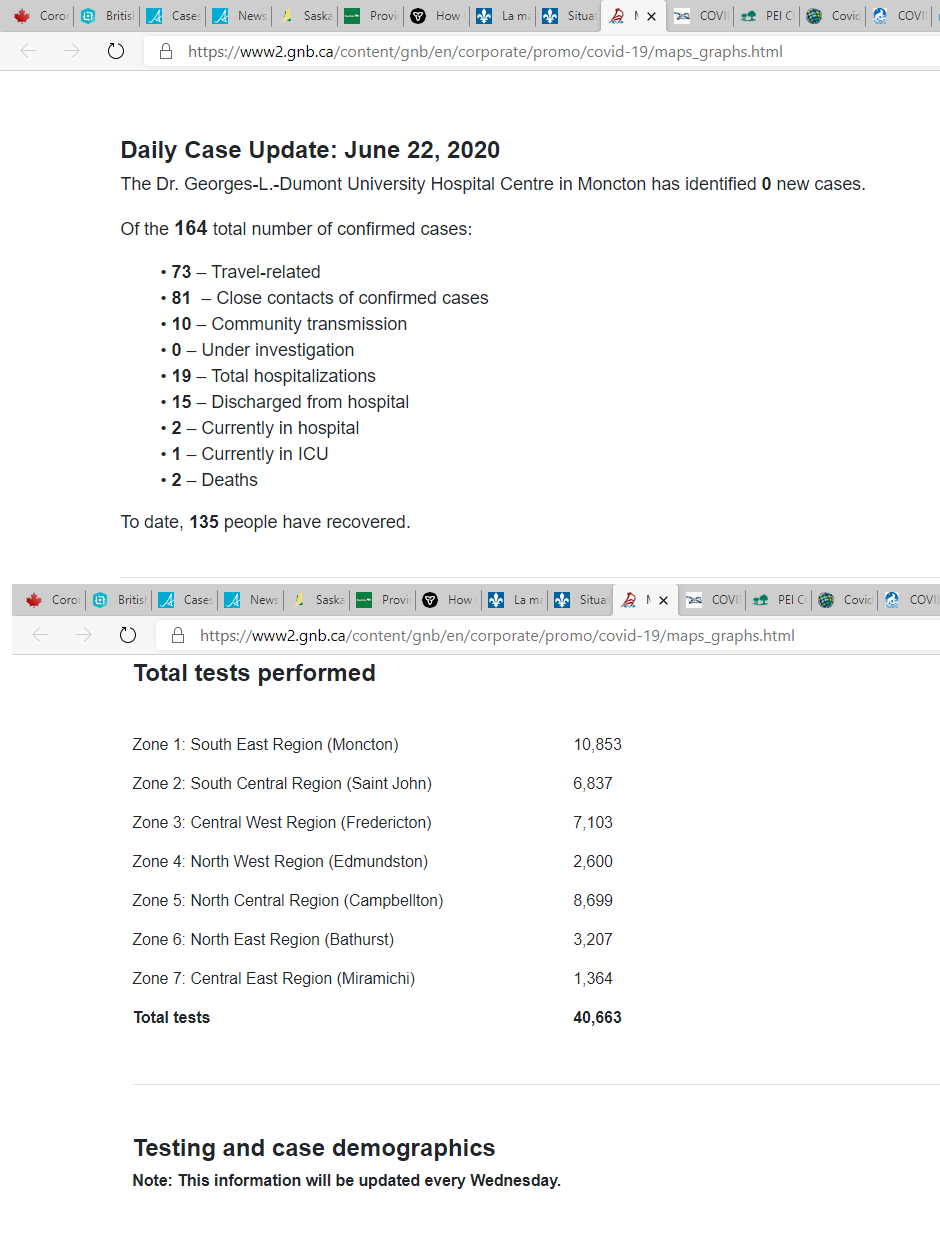 Coror Britisl Cases News Saska Provi How La ma Situa COVI PEI C Covid COVI
https://www2.gnb.ca/content/gnb/en/corporate/promo/covid-19/maps_graphs.html
Daily Case Update: June 22, 2020
The Dr. Georges-L.-Dumont University Hospital Centre in Moncton has identified 0 new cases.
Of the 164 total number of confirmed cases:
• 73 – Travel-related
• 81 – Close contacts of confirmed cases
• 10 – Community transmission
• 0 – Under investigation
• 19 – Total hospitalizations
• 15 – Discharged from hospital
• 2 – Currently in hospital
• 1 – Currently in ICU
• 2 – Deaths
To date, 135 people have recovered.
Coror Britisl Cases News Saska Provi How La ma Situa COVI PEI C Covid COVI
https://www2.gnb.ca/content/gnb/en/corporate/promo/covid-19/maps_graphs.html
Total tests performed
Zone 1: South East Region (Moncton) 10,853
Zone 2: South Central Region (Saint John) 6,837
Zone 3: Central West Region (Fredericton) 7,103
Zone 4: North West Region (Edmundston) 2,600
Zone 5: North Central Region (Campbellton) 8,699
Zone 6: North East Region (Bathurst) 3,207
Zone 7: Central East Region (Miramichi) 1,364
Total tests 40,663
Testing and case demographics
Note: This information will be updated every Wednesday.